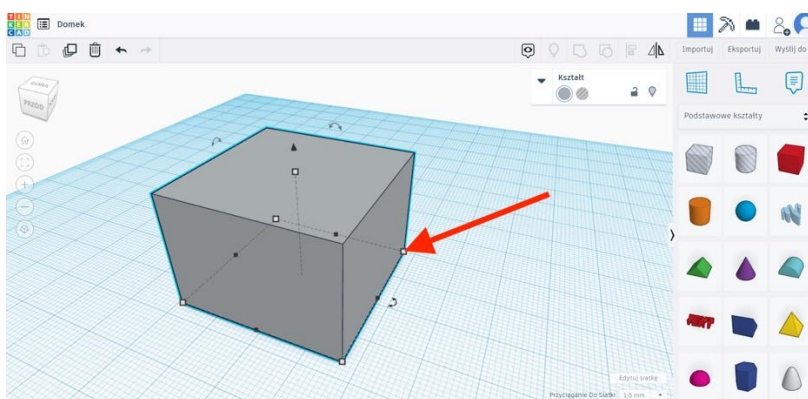 TIN
KER
CAD
Domek
Importuj
Eksportuj
Wyślij do
Kształt
GÓRA
PRZÓD
Podstawowe kształty
Edytuj siatkę
Przyciąganie Do Siatki
1,0 mm